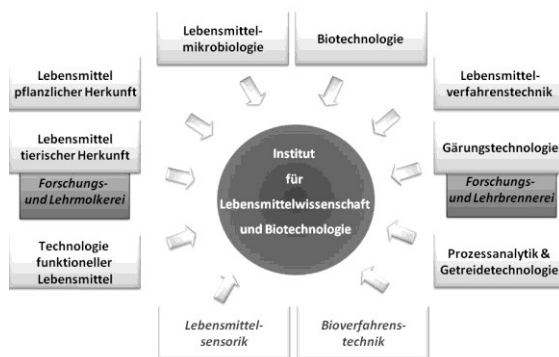 Lebensmittel-
mikrobiologie
Biotechnologie
Lebensmittel
pflanzlicher Herkunft
Lebensmittel-
verfahrenstechnik
Lebensmittel
tierischer Herkunft
Forschungs-
und Lehrmolkerei
Institut
für
Lebensmittelwissenschaft
und Biotechnologie
Gärungstechnologie
Forschungs-
und Lehrbrennerei
Technologie
funktioneller
Lebensmittel
Prozessanalytik &
Getreidetechnologie
Lebensmittel-
sensorik
Bioverfahrens-
technik